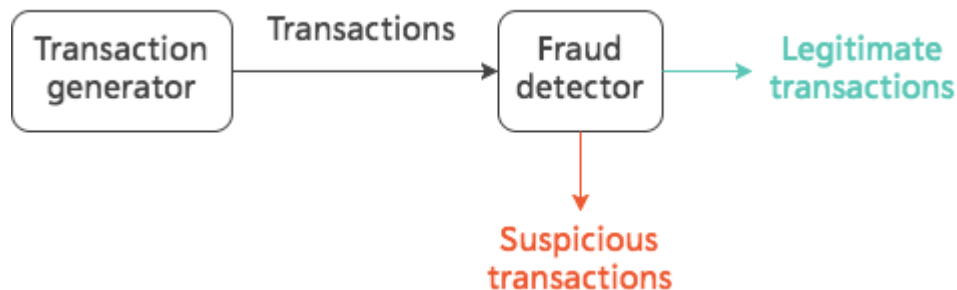 Transaction
generator
Transactions
Fraud
detector
Legitimate
transactions
Suspicious
transactions